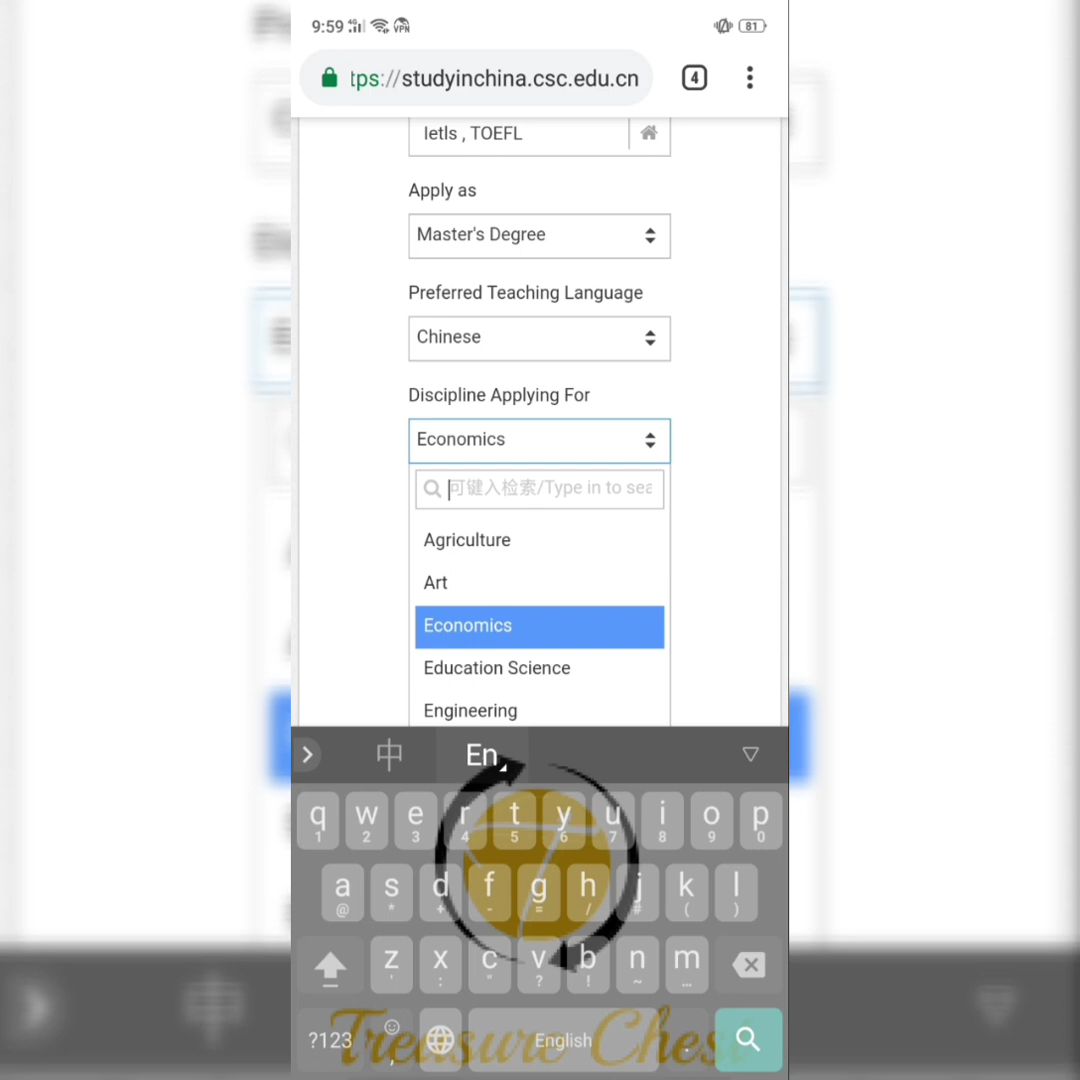 9:59 4G VPN 81
tps://studyinchina.csc.edu.cn 4
Ietls , TOEFL
Apply as
Master's Degree
Preferred Teaching Language
Chinese
Discipline Applying For
Economics
可键入检索/Type in to sea
Agriculture
Art
Economics
Education Science
Engineering
中 En
q w e r t y u i o p
1 2 3 4 5 6 7 8 9 0
a s d f g h j k l
@ * + - = / # ( )
z x c v b n m
' : " ? ! ~ ...
?123 , English .
Treasure Chest